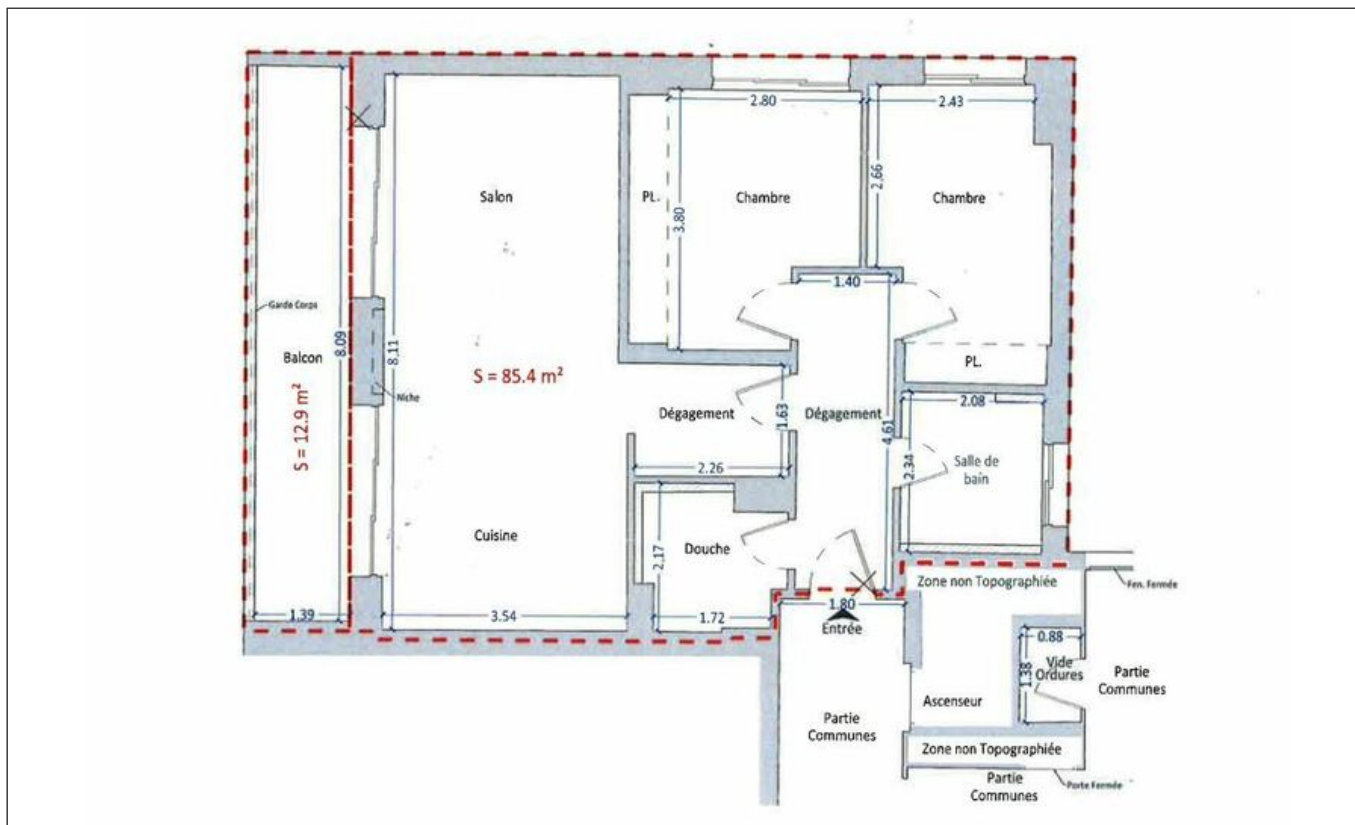 2.80
2.43
Salon
PL.
Chambre
Chambre
3.80
2,66
1.40
Garde Corps
Balcon
8.09
8,11
S = 85.4 m²
PL.
S = 12.9 m²
Niche
Dégagement
1.63
Dégagement
4.61
2.08
2.26
2.34
Salle de
bain
Cuisine
Douche
2,17
Zone non Topographiée
Fen. Fermée
1.39
3.54
1.72
1.80
Entrée
0.88
1.38
Vide
Ordures
Partie
Communes
Ascenseur
Partie
Communes
Zone non Topographiée
Partie
Communes
Porte Fermée